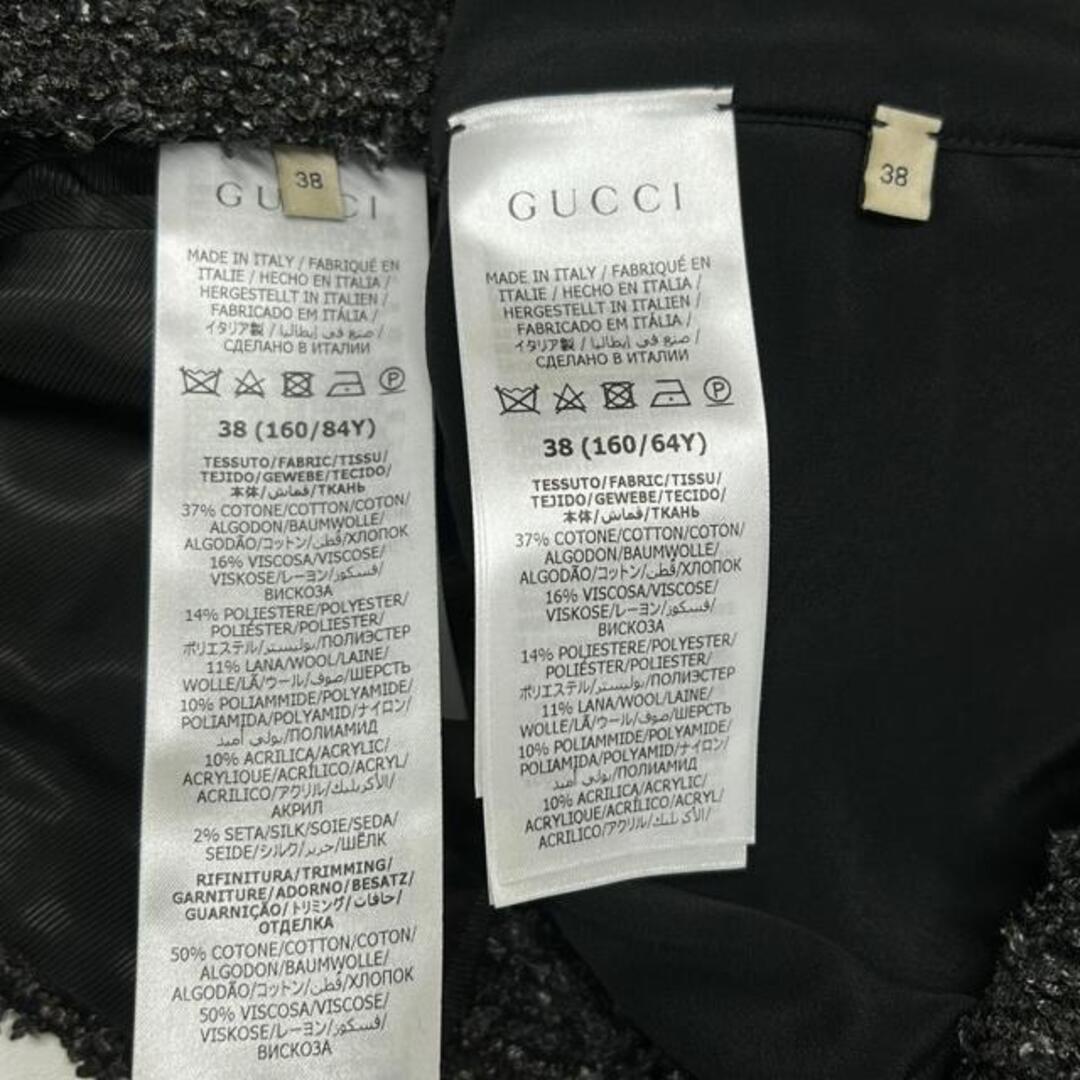 38
GUCCI
MADE IN ITALY / FABRIQUÉ EN
ITALIE / HECHO EN ITALIA /
HERGESTELLT IN ITALIEN /
FABRICADO EM ITÁLIA /
イタリア製 / صنع في إيطاليا /
СДЕЛАНО В ИТАЛИИ
P
38 (160/84Y)
TESSUTO/FABRIC/TISSU/
TEJIDO/GEWEBE/TECIDO/
本体/قماش/ТКАНЬ
37% COTONE/COTTON/COTON/
ALGODON/BAUMWOLLE/
ALGODÃO/コットン/قطن/ХЛОПОК
16% VISCOSA/VISCOSE/
VISKOSE/レーヨン/فسكوز/
ВИСКОЗА
14% POLIESTERE/POLYESTER/
POLIÉSTER/POLIESTER/
ポリエステル/بوليستر/ПОЛИЭСТЕР
11% LANA/WOOL/LAINE/
WOLLE/LÃ/ウール/صوف/ШЕРСТЬ
10% POLIAMMIDE/POLYAMIDE/
POLIAMIDA/POLYAMID/ナイロン/
بولي أميد/ПОЛИАМИД
10% ACRILICA/ACRYLIC/
ACRYLIQUE/ACRÍLICO/ACRYL/
ACRILICO/アクリル/الأكريليك/
АКРИЛ
2% SETA/SILK/SOIE/SEDA/
SEIDE/シルク/حرير/ШЁЛК
RIFINITURA/TRIMMING/
GARNITURE/ADORNO/BESATZ/
GUARNIÇÃO/トリミング/حافات/
ОТДЕЛКА
50% COTONE/COTTON/COTON/
ALGODON/BAUMWOLLE/
ALGODÃO/コットン/قطن/ХЛОПОК
50% VISCOSA/VISCOSE/
VISKOSE/レーヨン/فسكوز/
ВИСКОЗА
GUCCI
MADE IN ITALY / FABRIQUÉ EN
ITALIE / HECHO EN ITALIA /
HERGESTELLT IN ITALIEN /
FABRICADO EM ITÁLIA /
イタリア製 / صنع في إيطاليا /
СДЕЛАНО В ИТАЛИИ
P
38 (160/64Y)
TESSUTO/FABRIC/TISSU/
TEJIDO/GEWEBE/TECIDO/
本体/قماش/ТКАНЬ
37% COTONE/COTTON/COTON/
ALGODON/BAUMWOLLE/
ALGODÃO/コットン/قطن/ХЛОПОК
16% VISCOSA/VISCOSE/
VISKOSE/レーヨン/فسكوز/
ВИСКОЗА
14% POLIESTERE/POLYESTER/
POLIÉSTER/POLIESTER/
ポリエステル/بوليستر/ПОЛИЭСТЕР
11% LANA/WOOL/LAINE/
WOLLE/LÃ/ウール/صوف/ШЕРСТЬ
10% POLIAMMIDE/POLYAMIDE/
POLIAMIDA/POLYAMID/ナイロン/
بولي أميد/ПОЛИАМИД
10% ACRILICA/ACRYLIC/
ACRYLIQUE/ACRÍLICO/ACRYL/
ACRILICO/アクリル/الأكريليك/
38